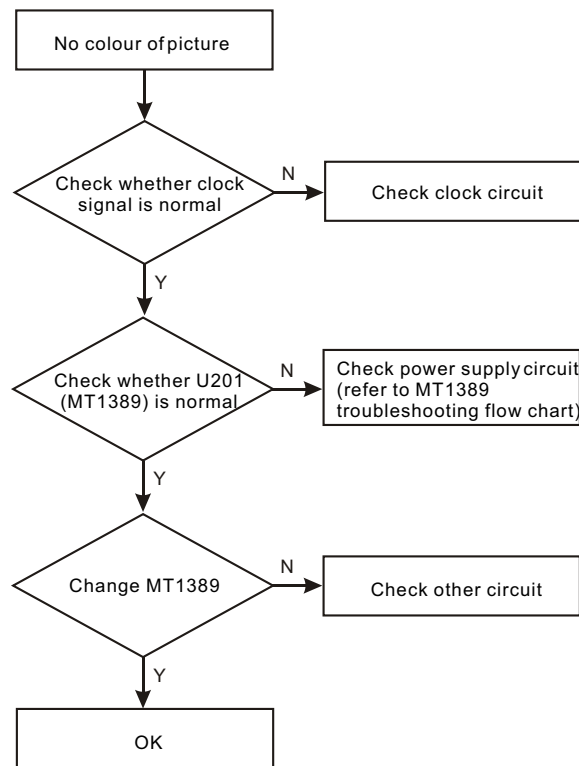 No colour of picture
Check whether clock
signal is normal
N
Check clock circuit
Y
Check whether U201
(MT1389) is normal
N
Check power supply circuit
(refer to MT1389
troubleshooting flow chart)
Y
Change MT1389
N
Check other circuit
Y
OK